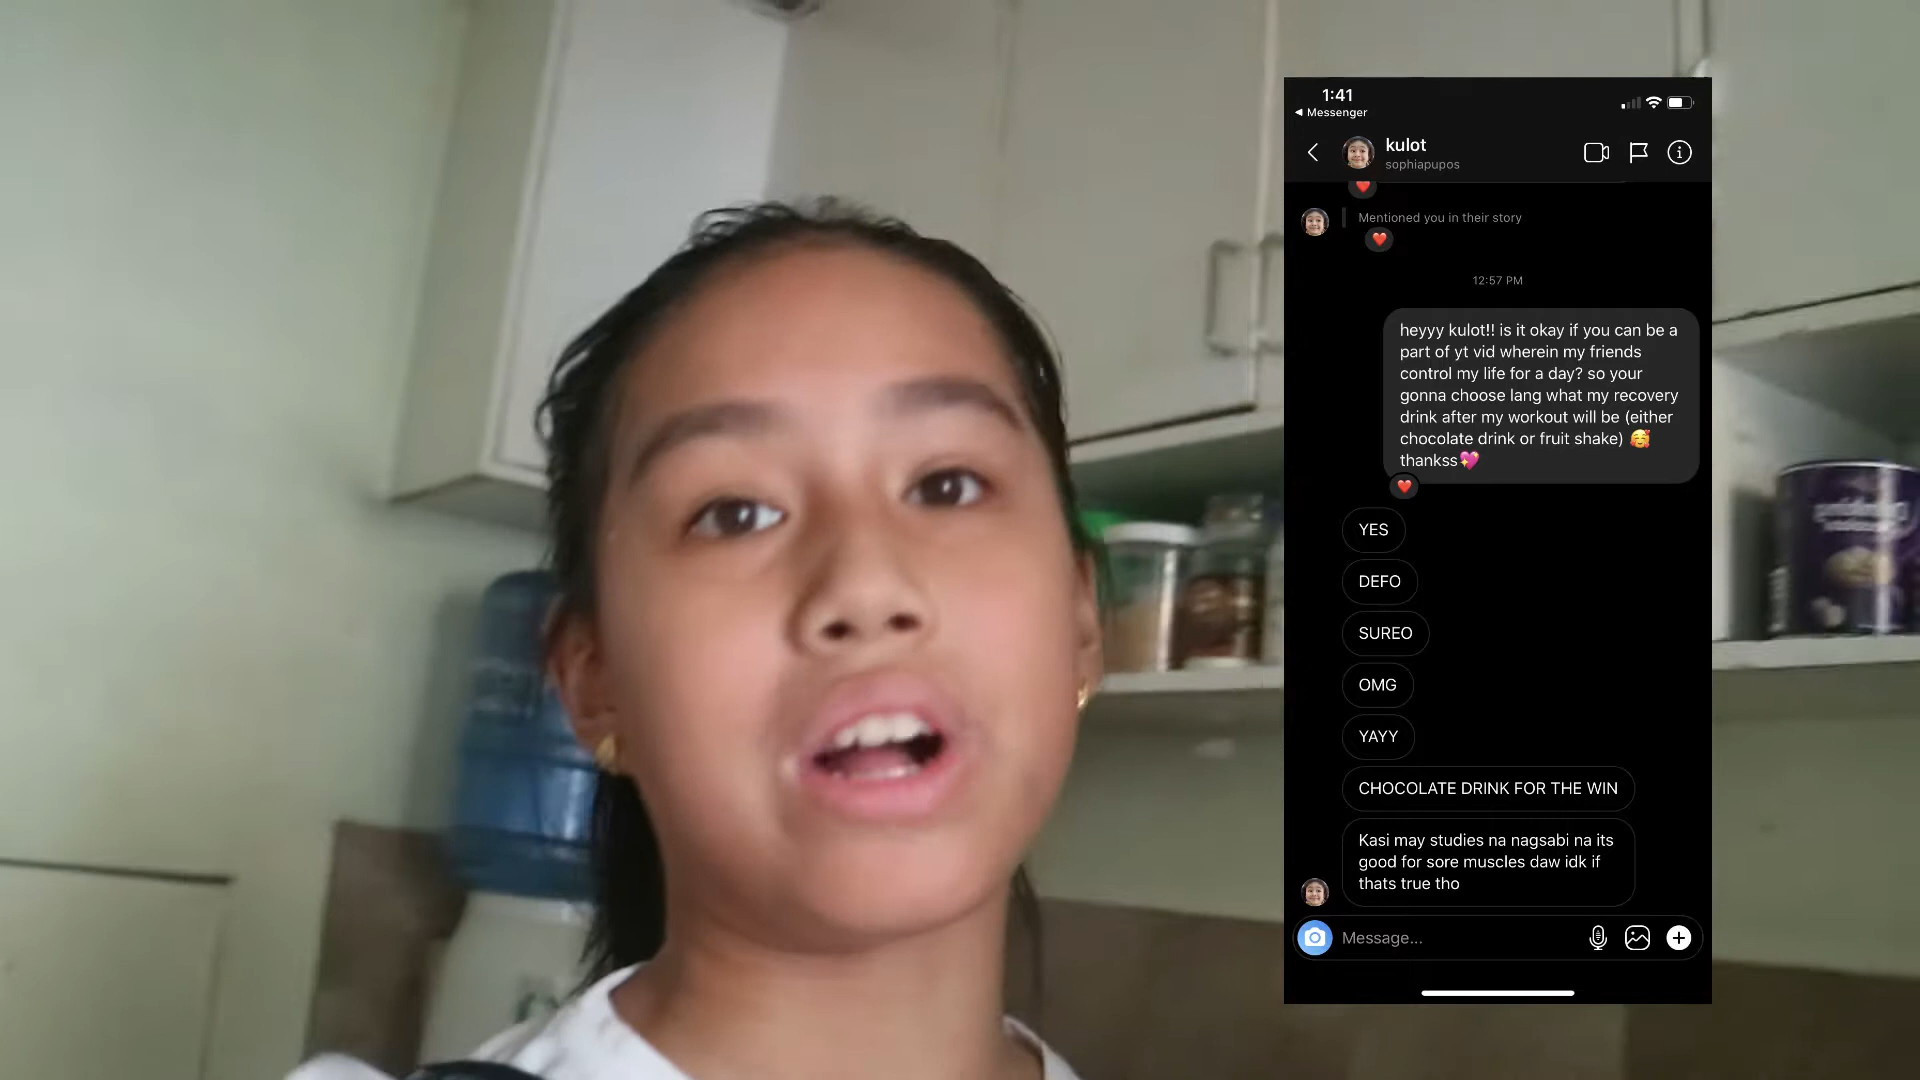 1:41
Messenger
kulot
sophiapupos
Mentioned you in their story
12:57 PM
heyyy kulot!! is it okay if you can be a
part of yt vid wherein my friends
control my life for a day? so your
gonna choose lang what my recovery
drink after my workout will be (either
chocolate drink or fruit shake) 🥰
thankss💖
YES
DEFO
SUREO
OMG
YAYY
CHOCOLATE DRINK FOR THE WIN
Kasi may studies na nagsabi na its
good for sore muscles daw idk if
thats true tho
Message...